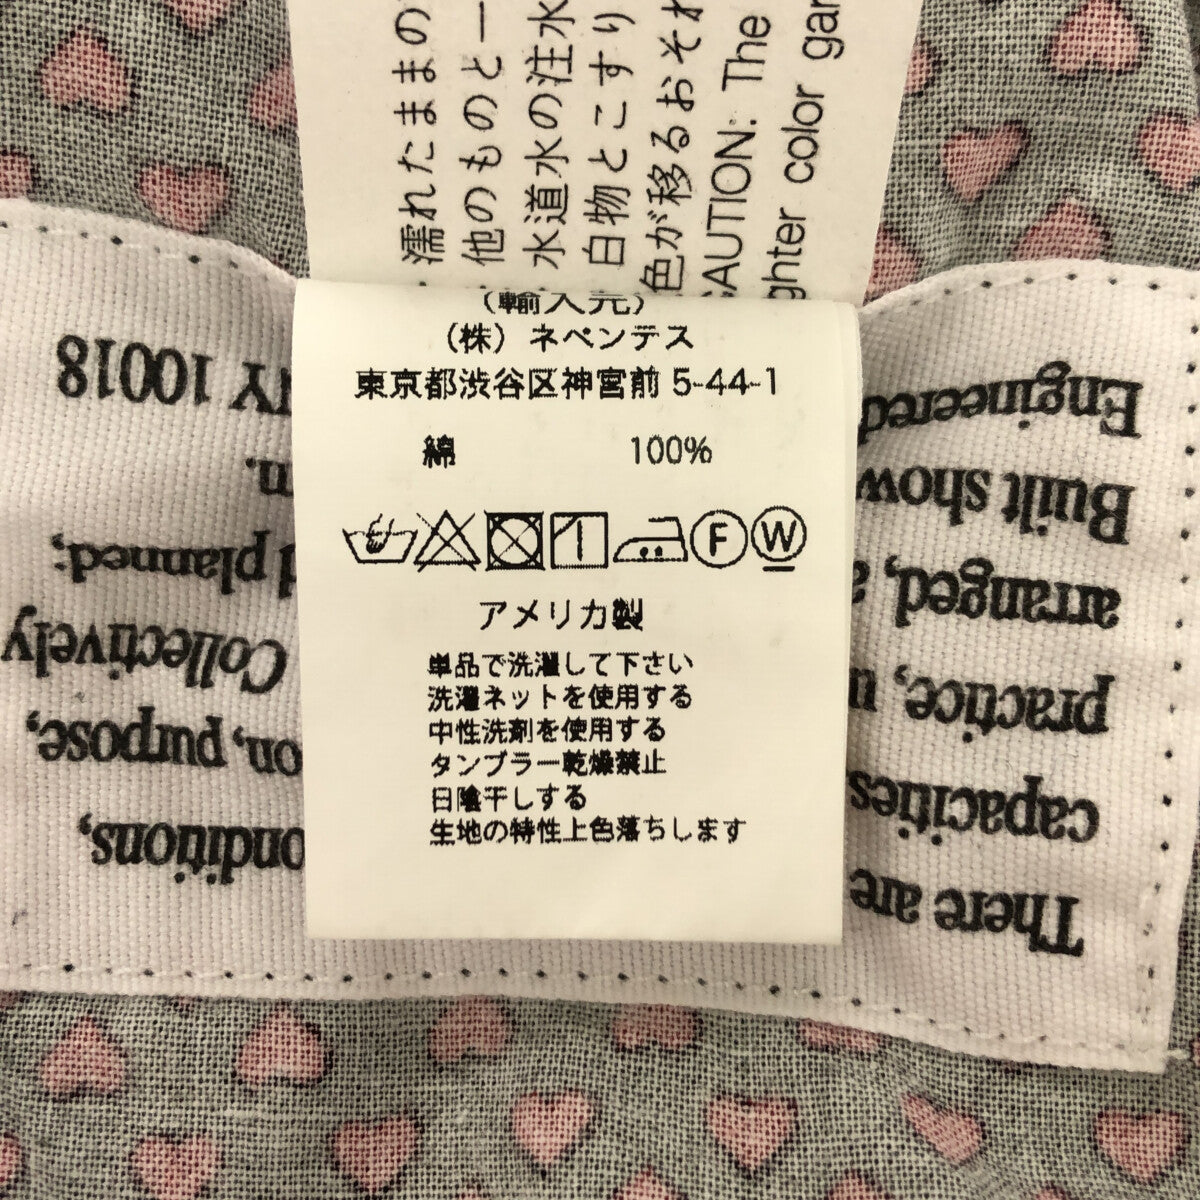 濡れたままの
他のものと一
水道水の注水
白物とこすり
色が移るおそれ
CAUTION: The
ghter color gar
(輸入元)
(株) ネペンテス
東京都渋谷区神宮前 5-44-1
綿 100%
F W
アメリカ製
単品で洗濯して下さい
洗濯ネットを使用する
中性洗剤を使用する
タンブラー乾燥禁止
日陰干しする
生地の特性上色落ちします
Engineered NY 10018
Built show n.
arranged, a d planned;
practice, u Collectively
capacities on, purpose,
There are onditions,